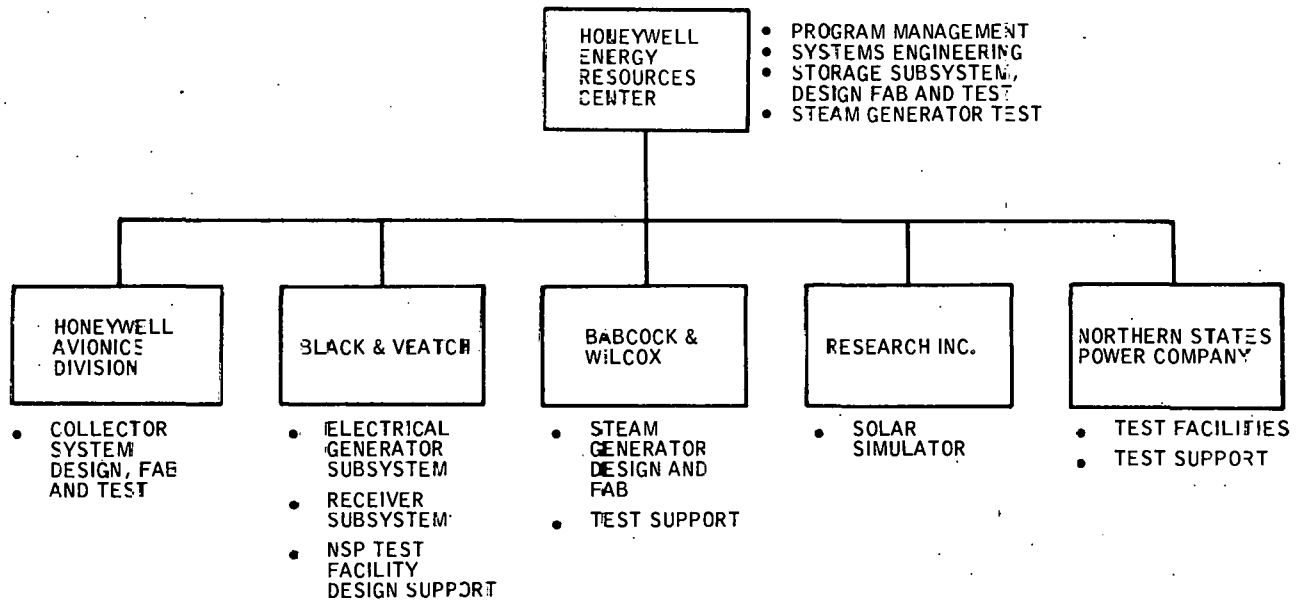 HONEYWELL
ENERGY
RESOURCES
CENTER
• PROGRAM MANAGEMENT
• SYSTEMS ENGINEERING
• STORAGE SUBSYSTEM,
DESIGN FAB AND TEST
• STEAM GENERATOR TEST
HONEYWELL
AVIONICS
DIVISION
• COLLECTOR
SYSTEM
DESIGN, FAB
AND TEST
BLACK & VEATCH
• ELECTRICAL
GENERATOR
SUBSYSTEM
• RECEIVER
SUBSYSTEM
• NSP TEST
FACILITY
DESIGN SUPPORT
BABCOCK &
WILCOX
• STEAM
GENERATOR
DESIGN AND
FAB
• TEST SUPPORT
RESEARCH INC.
• SOLAR
SIMULATOR
NORTHERN STATES
POWER COMPANY
• TEST FACILITIES
• TEST SUPPORT